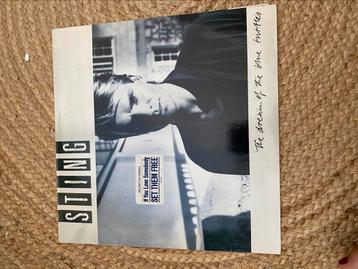 STING
the dream of the blue turtles
If You Love Somebody
SET THEM FREE